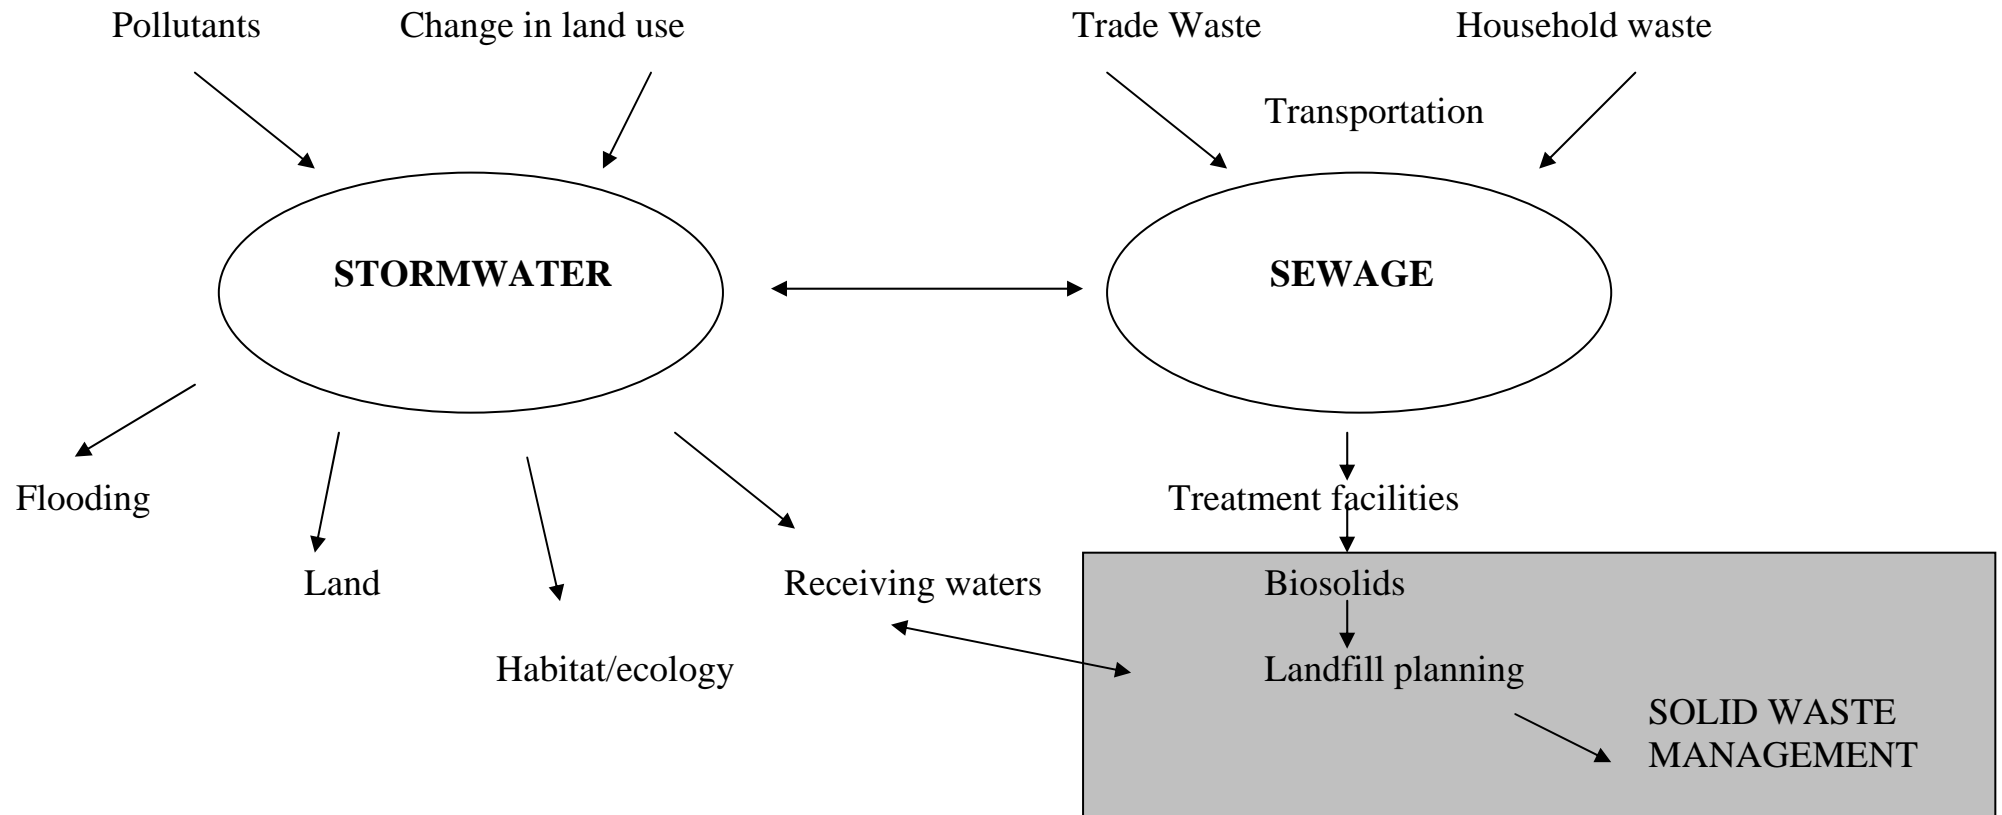 Pollutants
Change in land use
Trade Waste
Household waste
Transportation
STORMWATER
SEWAGE
Flooding
Treatment facilities
Land
Receiving waters
Biosolids
Habitat/ecology
Landfill planning
SOLID WASTE
MANAGEMENT